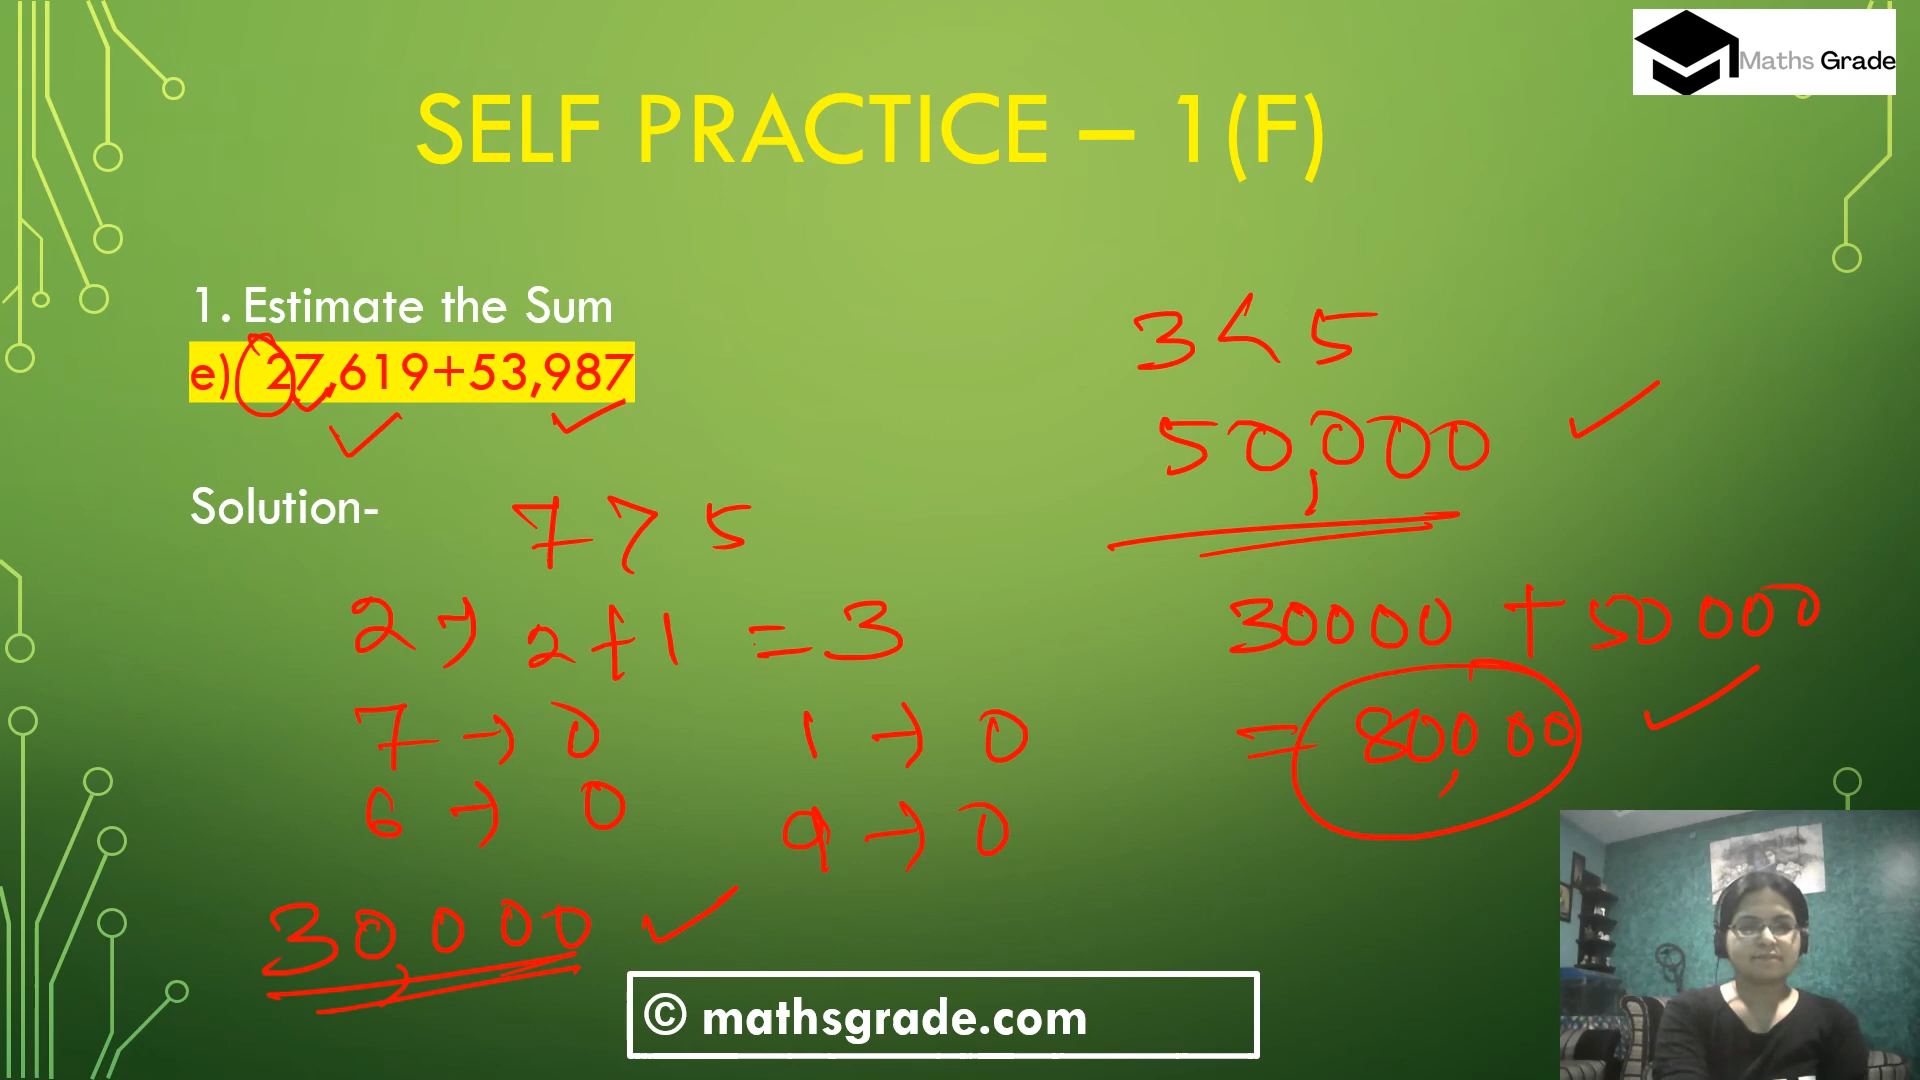 Maths Grade
SELF PRACTICE – 1(F)
1. Estimate the Sum
e) 27,619+53,987
Solution-
7 7 5
2 → 2+1 = 3
7 → 0
1 → 0
6 → 0
9 → 0
30,000
3 < 5
50,000
30000 + 50000
= 80,000
© mathsgrade.com